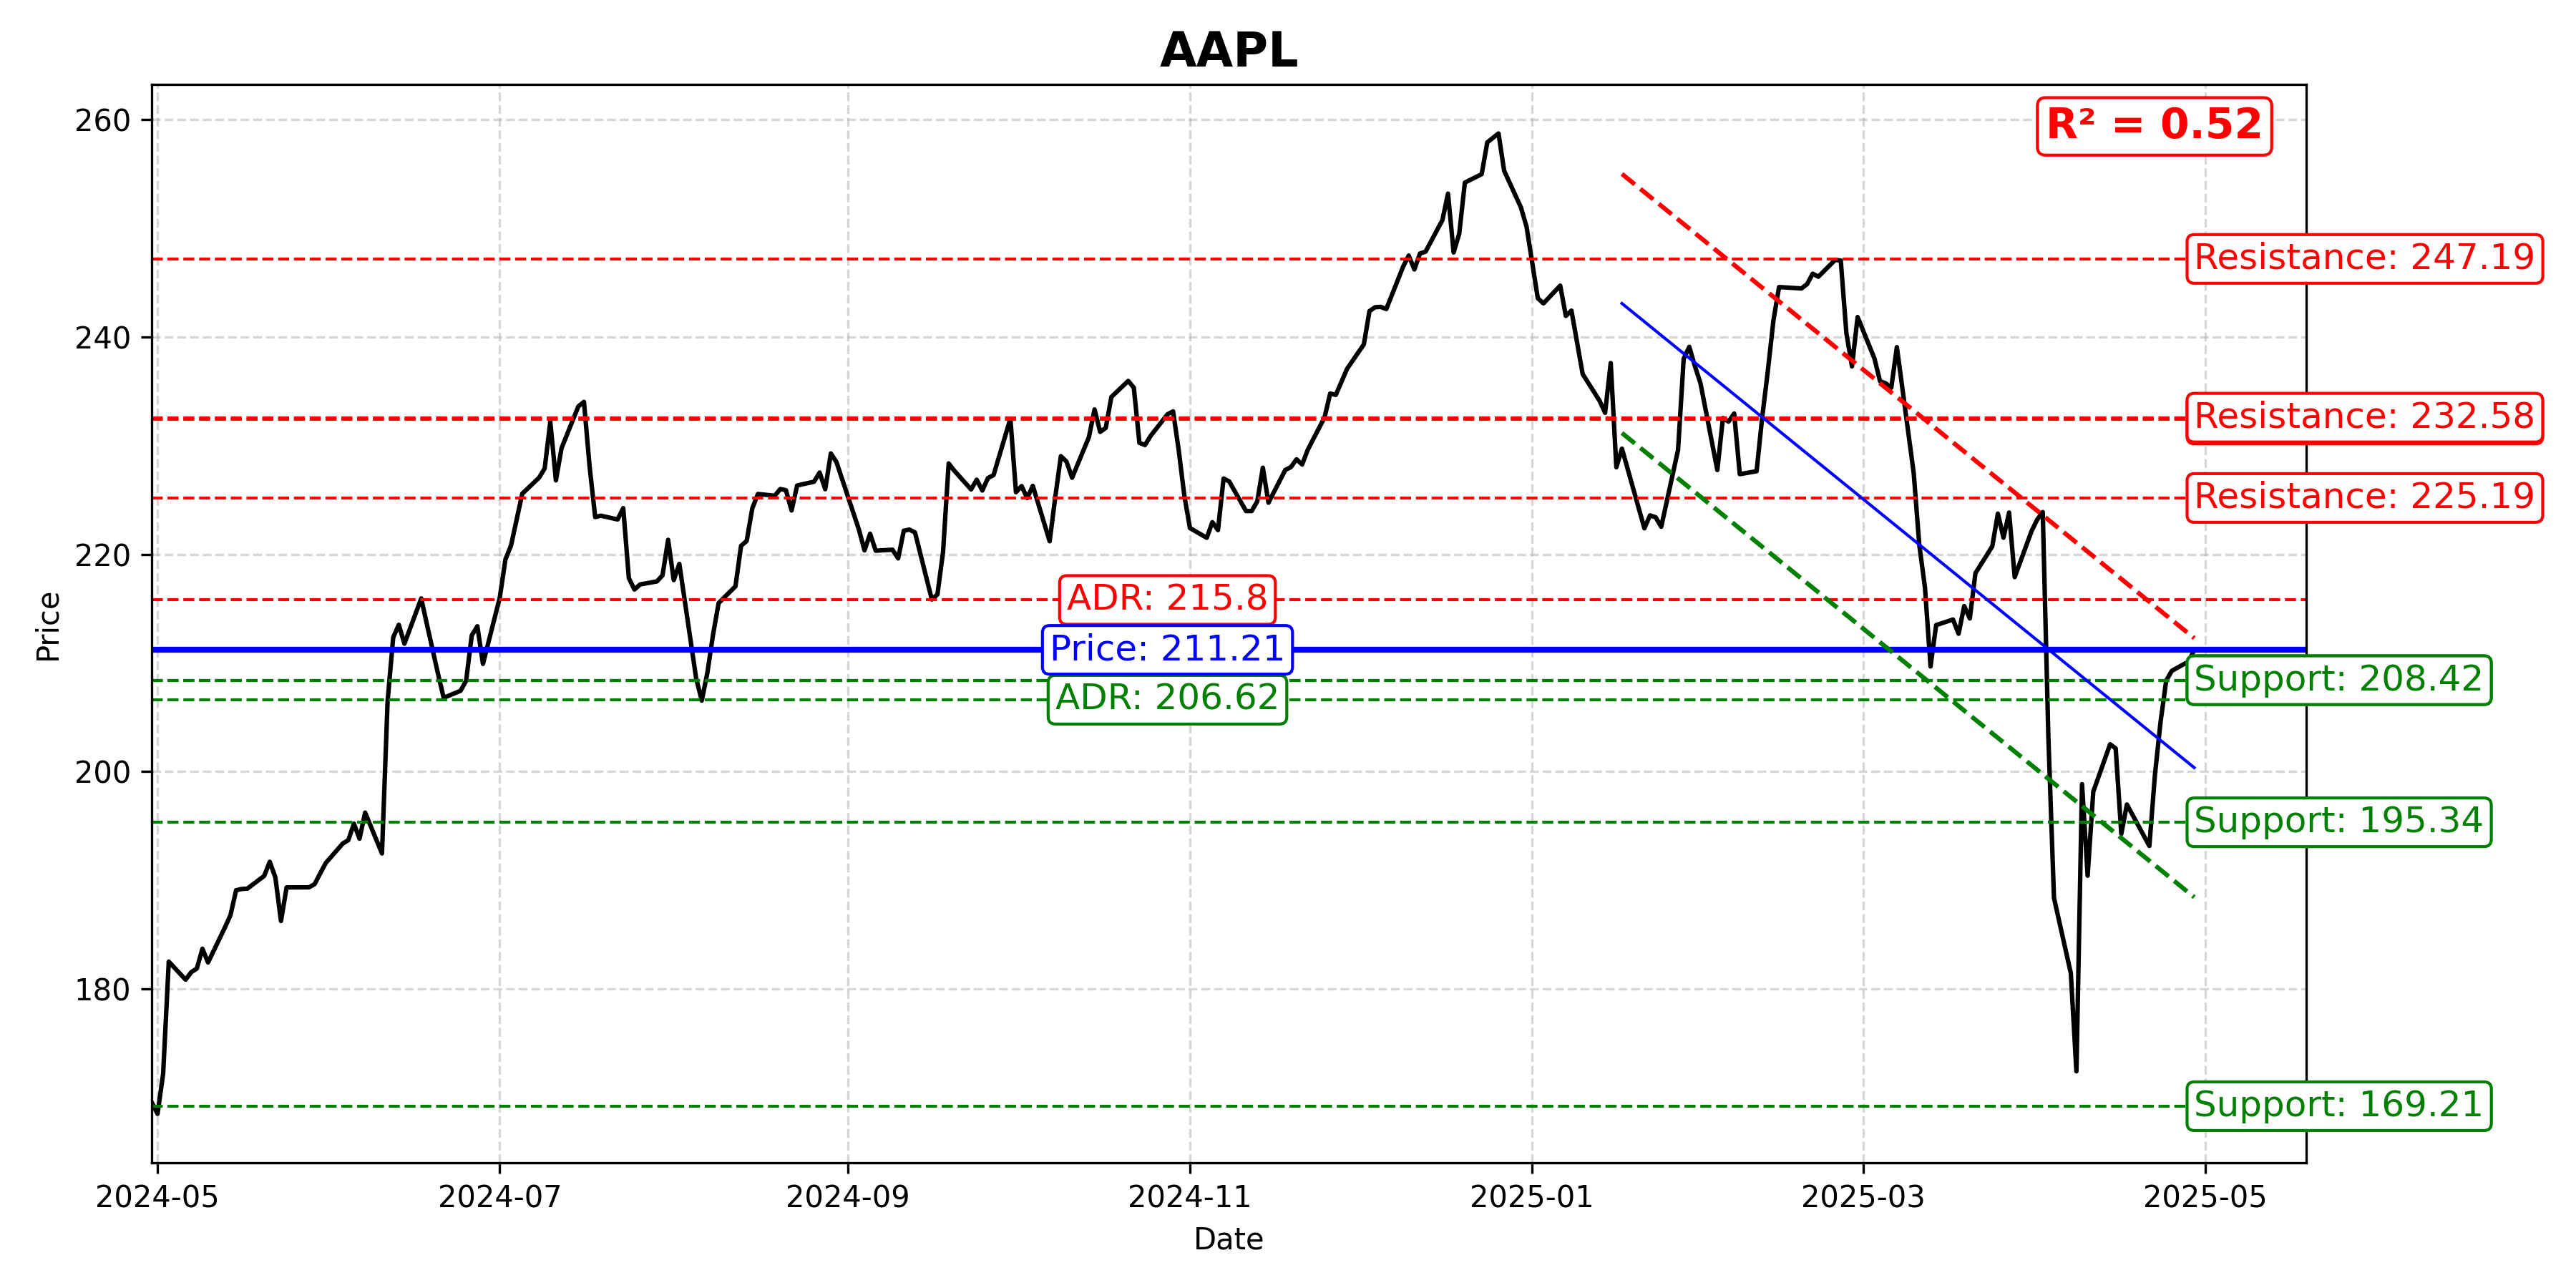 AAPL
R² = 0.52
260
240
220
200
180
Price
Resistance: 247.19
Resistance: 232.58
Resistance: 225.19
ADR: 215.8
Price: 211.21
ADR: 206.62
Support: 208.42
Support: 195.34
Support: 169.21
2024-05
2024-07
2024-09
2024-11
2025-01
2025-03
2025-05
Date